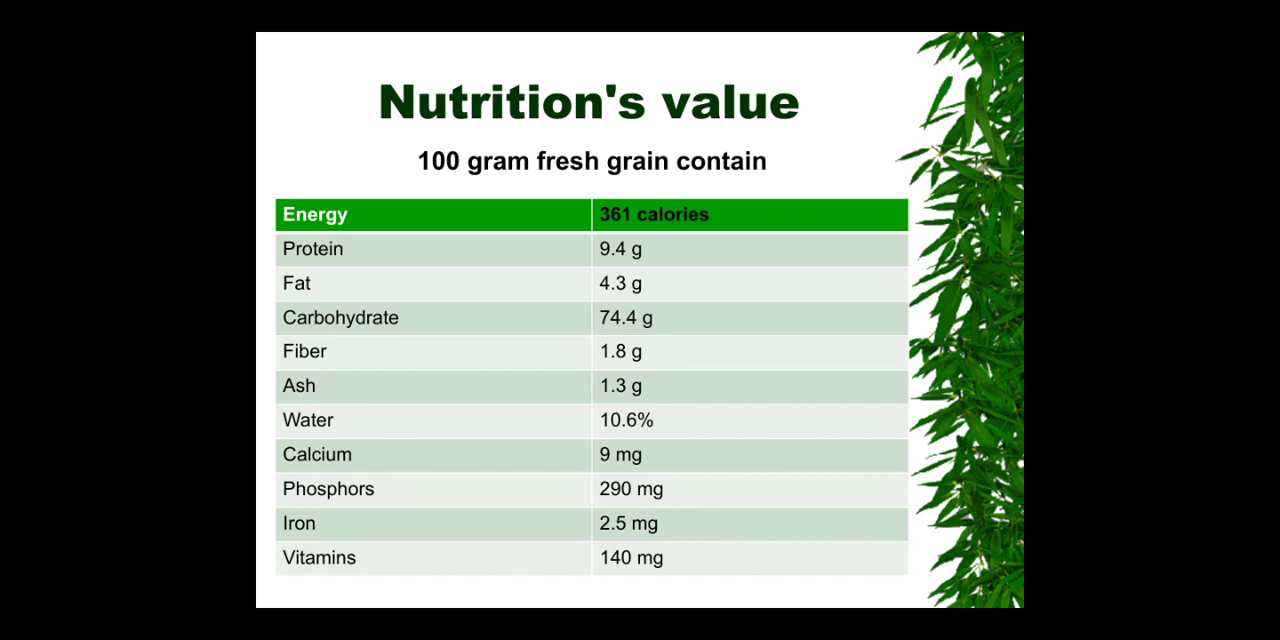 Nutrition's value
100 gram fresh grain contain
Energy 361 calories
Protein 9.4 g
Fat 4.3 g
Carbohydrate 74.4 g
Fiber 1.8 g
Ash 1.3 g
Water 10.6%
Calcium 9 mg
Phosphors 290 mg
Iron 2.5 mg
Vitamins 140 mg